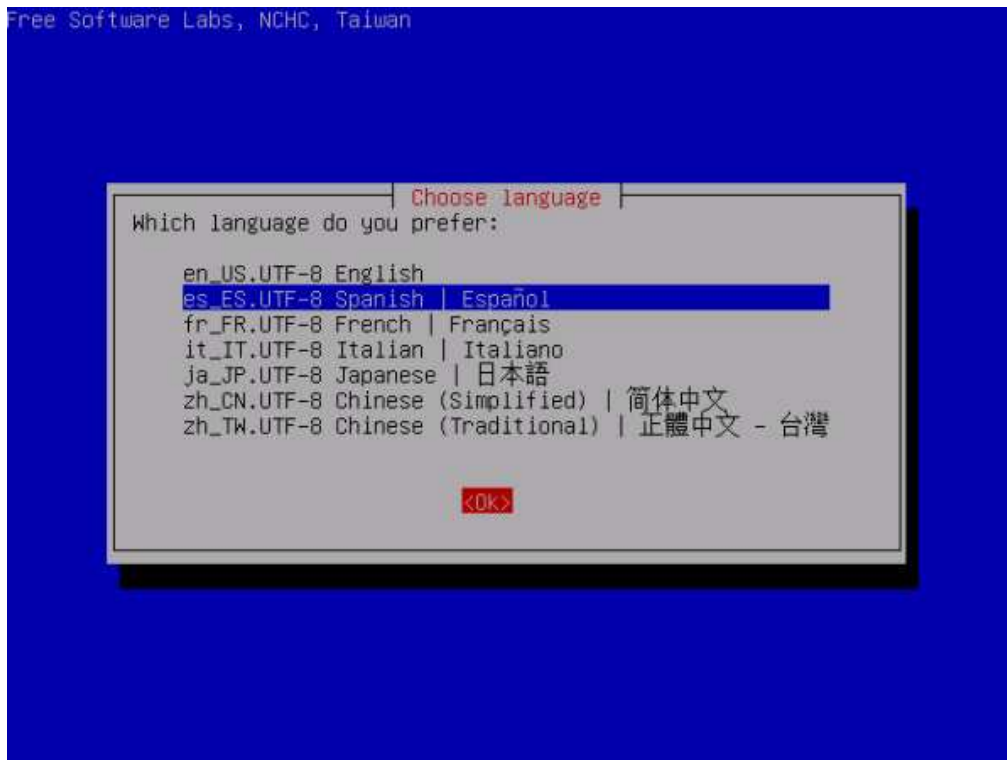 Free Software Labs, NCHC, Taiwan
Choose language
Which language do you prefer:
en_US.UTF-8 English
es_ES.UTF-8 Spanish | Español
fr_FR.UTF-8 French | Français
it_IT.UTF-8 Italian | Italiano
ja_JP.UTF-8 Japanese | 日本語
zh_CN.UTF-8 Chinese (Simplified) | 简体中文
zh_TW.UTF-8 Chinese (Traditional) | 正體中文 - 台灣
<Ok>